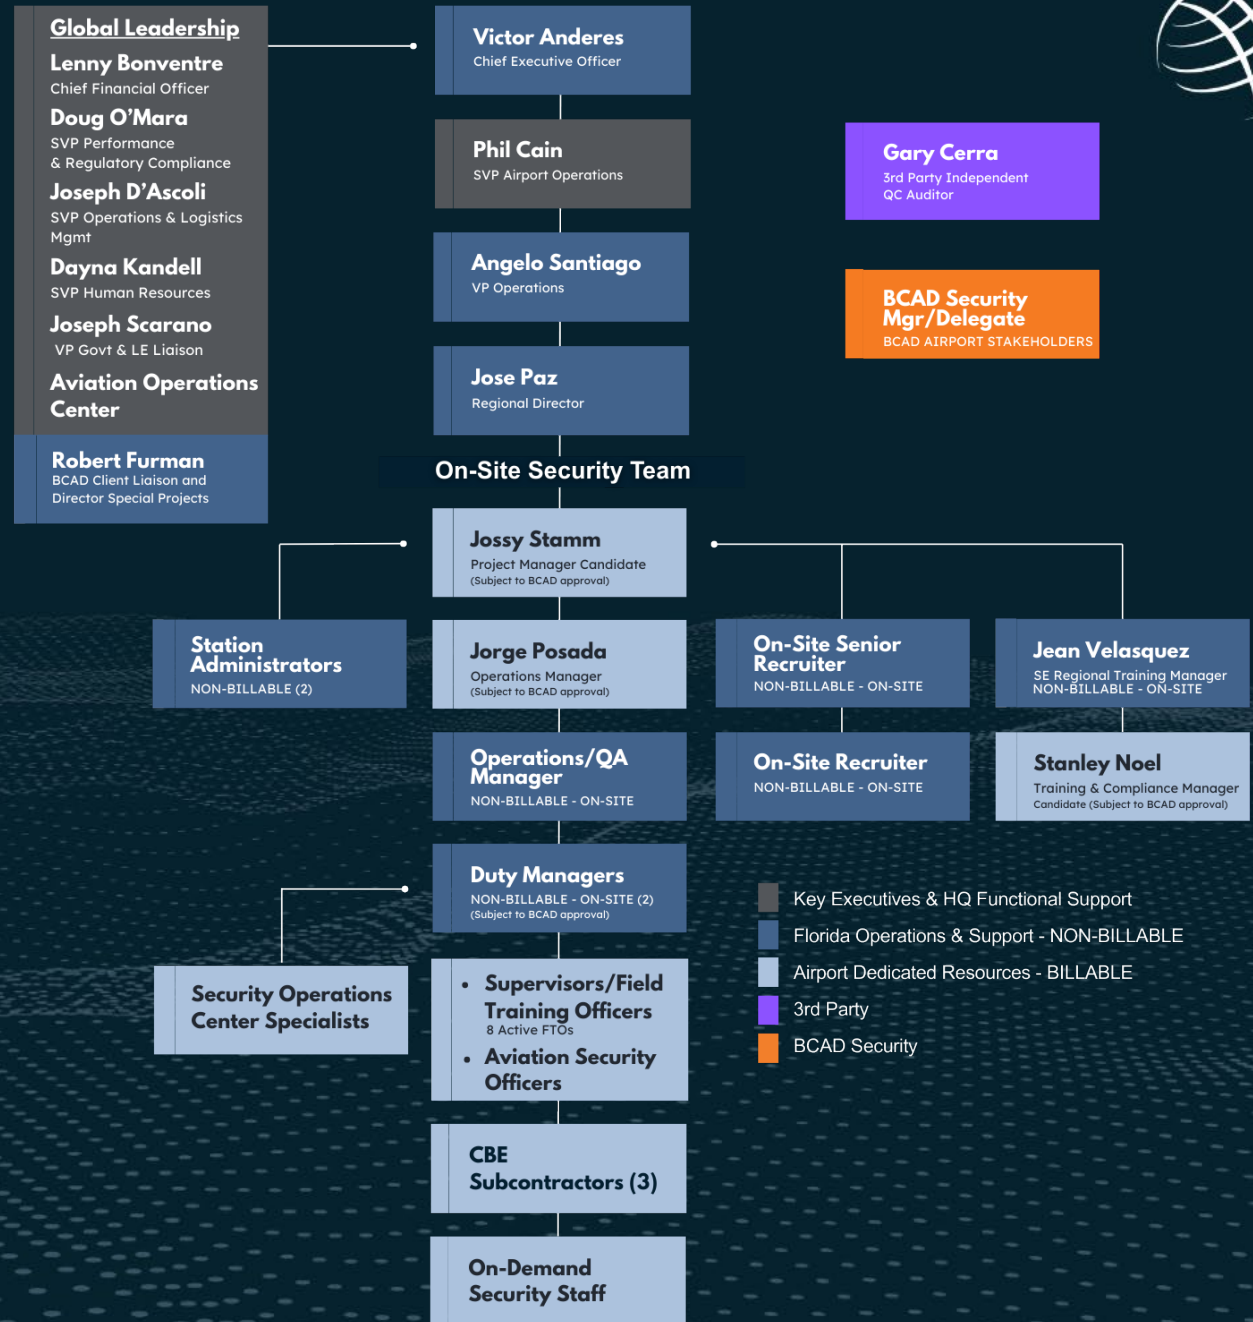 Global Leadership
Lenny Bonventre
Chief Financial Officer
Doug O’Mara
SVP Performance
& Regulatory Compliance
Joseph D’Ascoli
SVP Operations & Logistics
Mgmt
Dayna Kandell
SVP Human Resources
Joseph Scarano
VP Govt & LE Liaison
Aviation Operations
Center
Robert Furman
BCAD Client Liaison and
Director Special Projects
Victor Anderes
Chief Executive Officer
Phil Cain
SVP Airport Operations
Angelo Santiago
VP Operations
Jose Paz
Regional Director
Gary Cerra
3rd Party Independent
QC Auditor
BCAD Security
Mgr/Delegate
BCAD AIRPORT STAKEHOLDERS
On-Site Security Team
Jossy Stamm
Project Manager Candidate
(Subject to BCAD approval)
Station
Administrators
NON-BILLABLE (2)
Jorge Posada
Operations Manager
(Subject to BCAD approval)
On-Site Senior
Recruiter
NON-BILLABLE - ON-SITE
Jean Velasquez
SE Regional Training Manager
NON-BILLABLE - ON-SITE
Operations/QA
Manager
NON-BILLABLE - ON-SITE
On-Site Recruiter
NON-BILLABLE - ON-SITE
Stanley Noel
Training & Compliance Manager
Candidate (Subject to BCAD approval)
Duty Managers
NON-BILLABLE - ON-SITE (2)
(Subject to BCAD approval)
Security Operations
Center Specialists
• Supervisors/Field
Training Officers
8 Active FTOs
• Aviation Security
Officers
CBE
Subcontractors (3)
On-Demand
Security Staff
Key Executives & HQ Functional Support
Florida Operations & Support - NON-BILLABLE
Airport Dedicated Resources - BILLABLE
3rd Party
BCAD Security